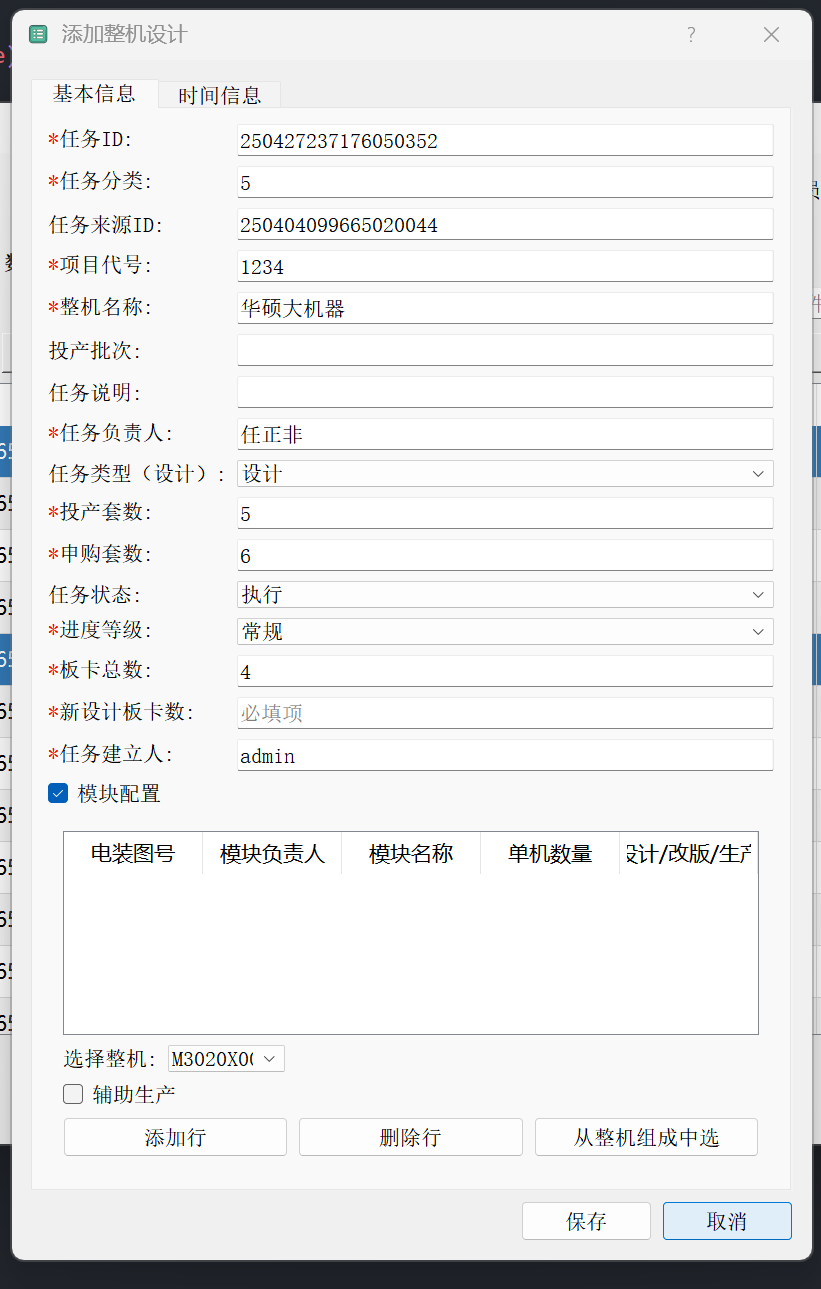 添加整机设计 ?
基本信息 时间信息
*任务ID: 250427237176050352
*任务分类: 5
任务来源ID: 250404099665020044
*项目代号: 1234
*整机名称: 华硕大机器
投产批次:
任务说明:
*任务负责人: 任正非
任务类型（设计）: 设计
*投产套数: 5
*申购套数: 6
任务状态: 执行
*进度等级: 常规
*板卡总数: 4
*新设计板卡数: 必填项
*任务建立人: admin
模块配置
电装图号 模块负责人 模块名称 单机数量 设计/改版/生产
选择整机: M3020X0
辅助生产
添加行 删除行 从整机组成中选
保存 取消